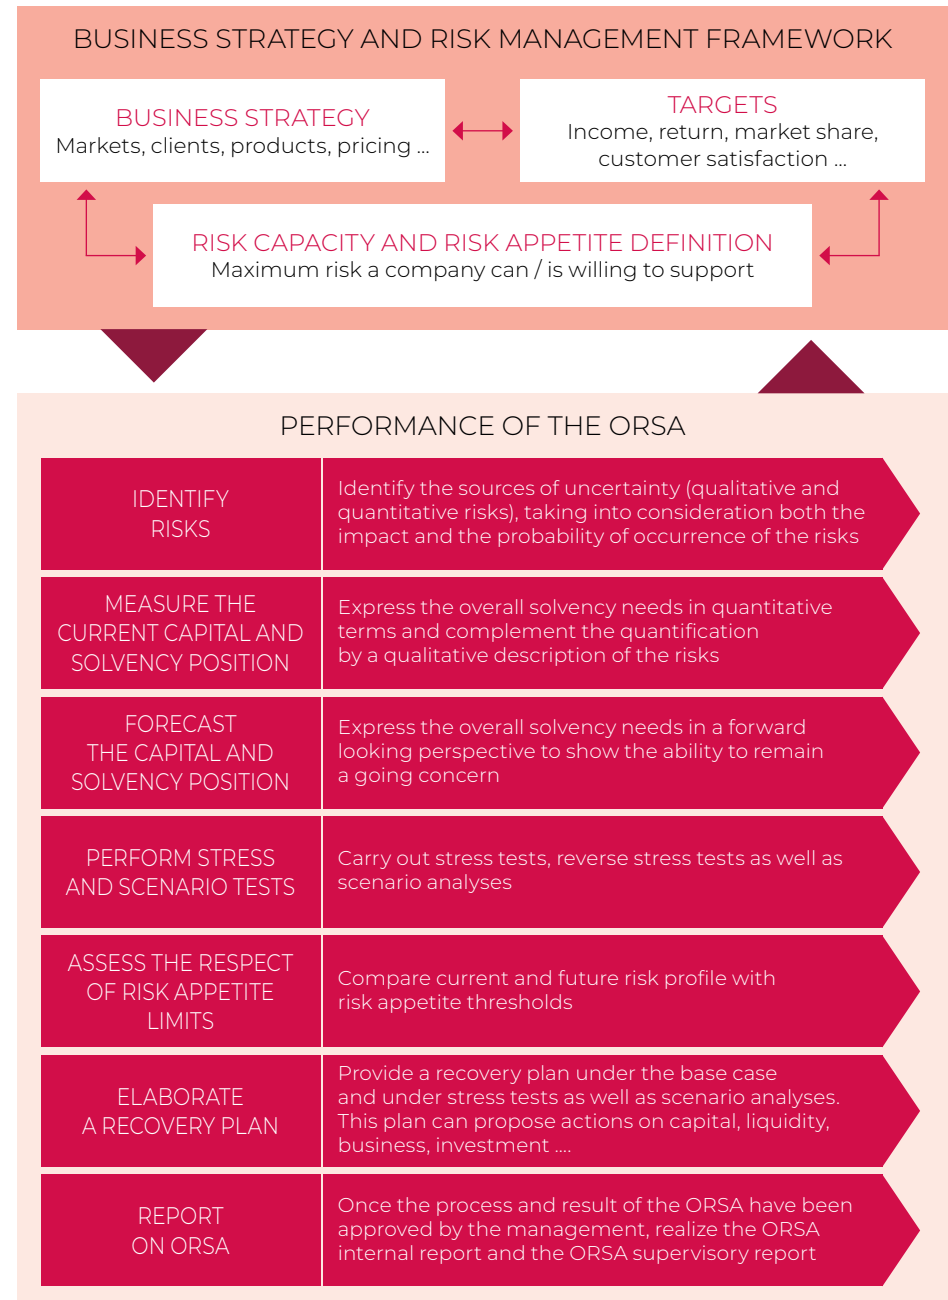 BUSINESS STRATEGY AND RISK MANAGEMENT FRAMEWORK
BUSINESS STRATEGY
Markets, clients, products, pricing ...
TARGETS
Income, return, market share,
customer satisfaction ...
RISK CAPACITY AND RISK APPETITE DEFINITION
Maximum risk a company can / is willing to support
PERFORMANCE OF THE ORSA
IDENTIFY
RISKS
Identify the sources of uncertainty (qualitative and
quantitative risks), taking into consideration both the
impact and the probability of occurrence of the risks
MEASURE THE
CURRENT CAPITAL AND
SOLVENCY POSITION
Express the overall solvency needs in quantitative
terms and complement the quantification
by a qualitative description of the risks
FORECAST
THE CAPITAL AND
SOLVENCY POSITION
Express the overall solvency needs in a forward
looking perspective to show the ability to remain
a going concern
PERFORM STRESS
AND SCENARIO TESTS
Carry out stress tests, reverse stress tests as well as
scenario analyses
ASSESS THE RESPECT
OF RISK APPETITE
LIMITS
Compare current and future risk profile with
risk appetite thresholds
ELABORATE
A RECOVERY PLAN
Provide a recovery plan under the base case
and under stress tests as well as scenario analyses.
This plan can propose actions on capital, liquidity,
business, investment ....
REPORT
ON ORSA
Once the process and result of the ORSA have been
approved by the management, realize the ORSA
internal report and the ORSA supervisory report